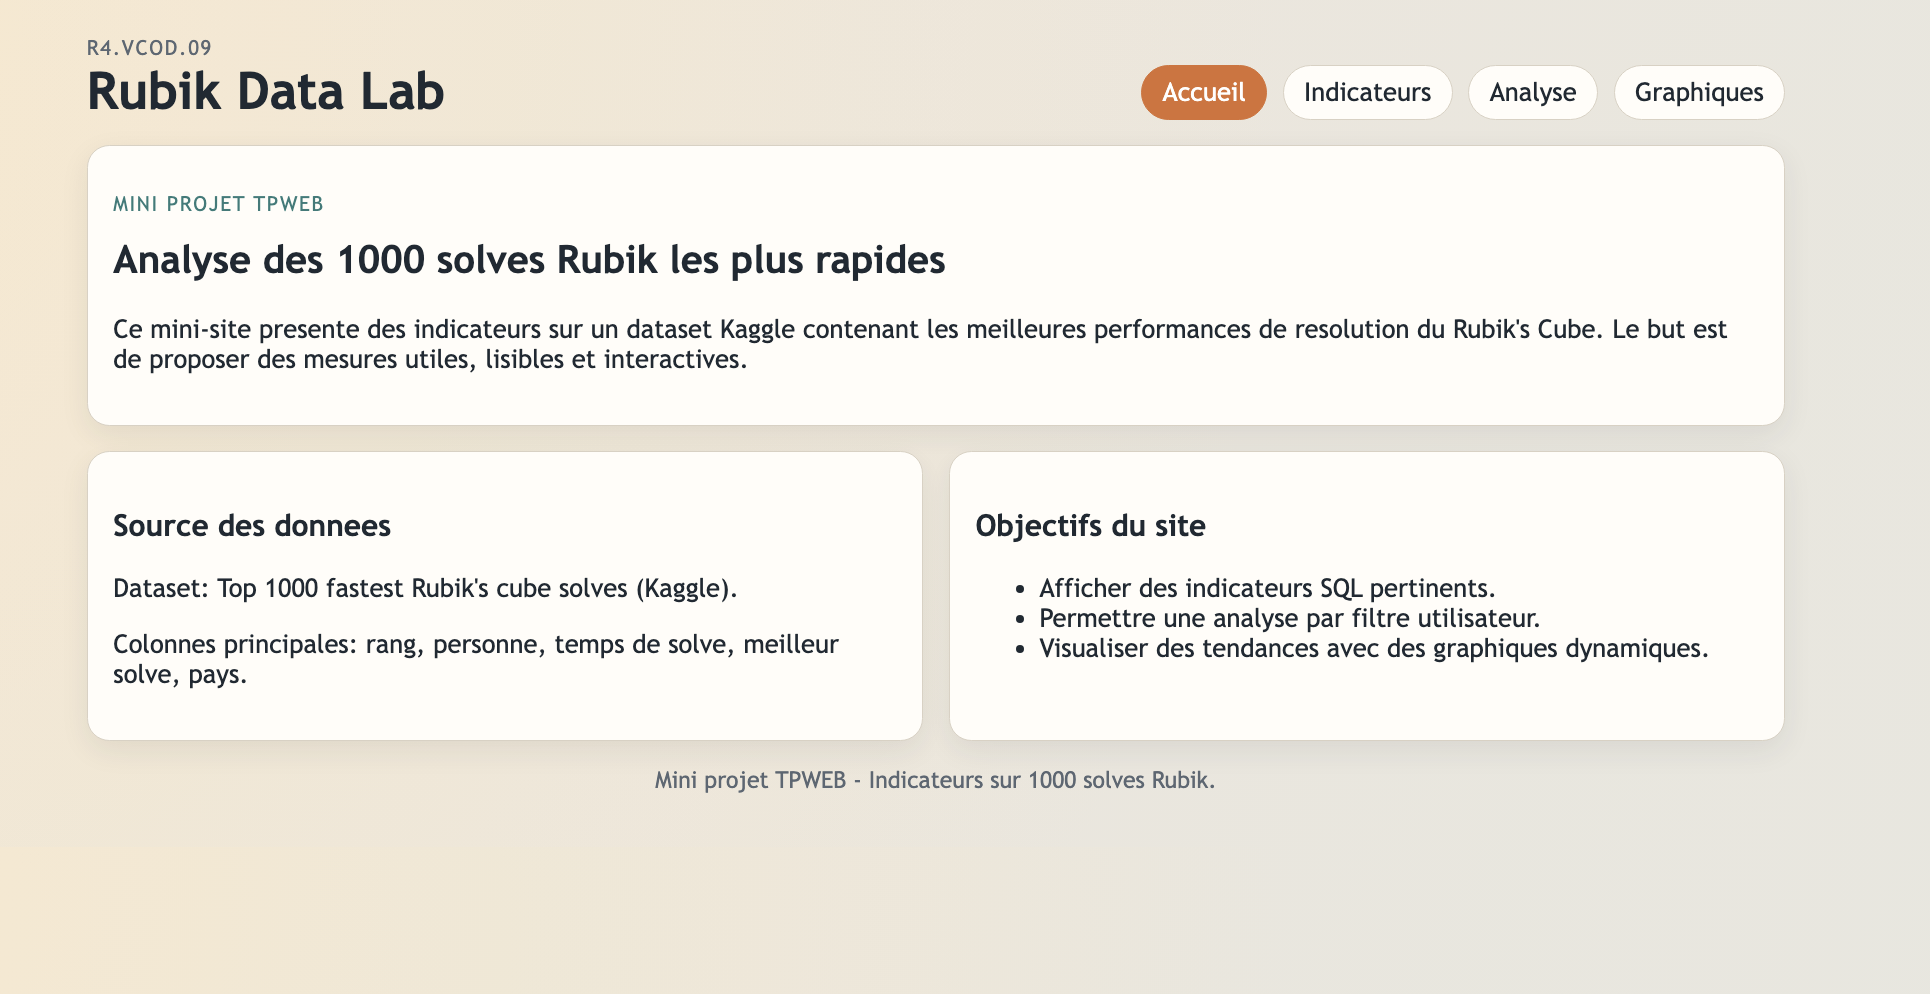 R4.VCOD.09
Rubik Data Lab
Accueil
Indicateurs
Analyse
Graphiques
MINI PROJET TPWEB
Analyse des 1000 solves Rubik les plus rapides
Ce mini-site presente des indicateurs sur un dataset Kaggle contenant les meilleures performances de resolution du Rubik's Cube. Le but est
de proposer des mesures utiles, lisibles et interactives.
Source des donnees
Dataset: Top 1000 fastest Rubik's cube solves (Kaggle).
Colonnes principales: rang, personne, temps de solve, meilleur
solve, pays.
Objectifs du site
• Afficher des indicateurs SQL pertinents.
• Permettre une analyse par filtre utilisateur.
• Visualiser des tendances avec des graphiques dynamiques.
Mini projet TPWEB - Indicateurs sur 1000 solves Rubik.